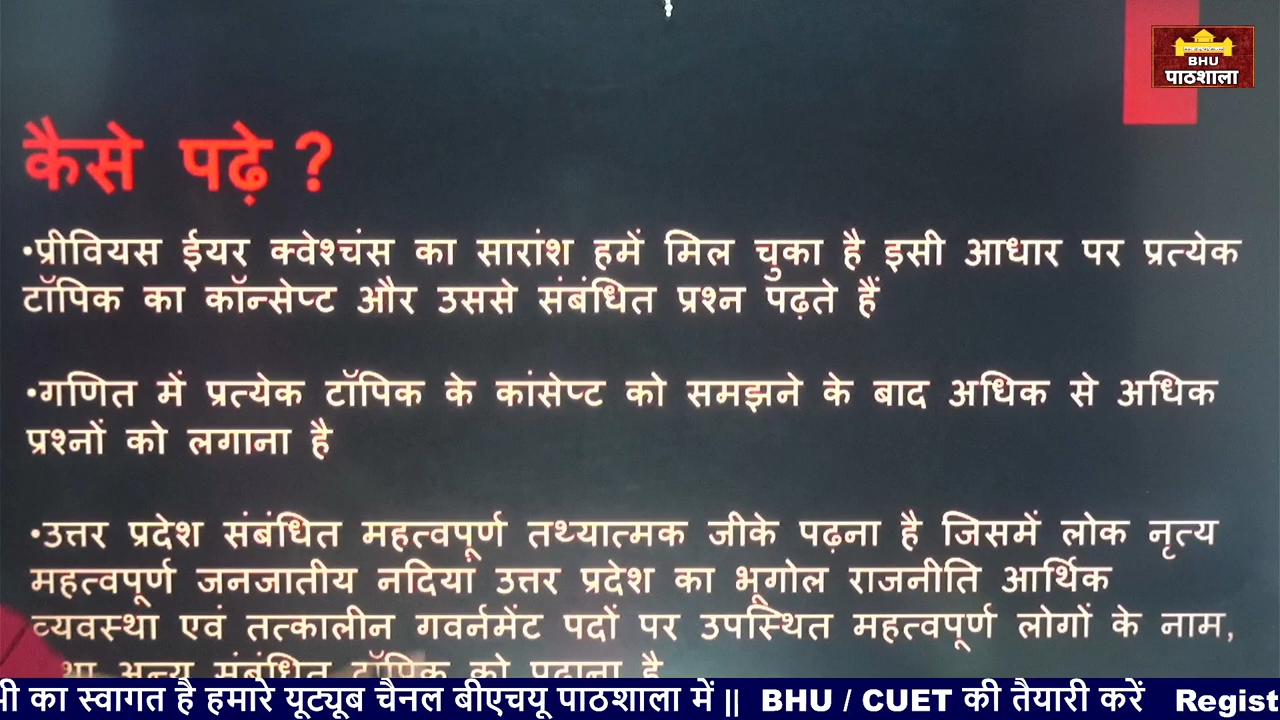 BHU
पाठशाला
कैसे पढ़े ?
•प्रीवियस ईयर क्वेश्चंस का सारांश हमें मिल चुका है इसी आधार पर प्रत्येक
टॉपिक का कॉन्सेप्ट और उससे संबंधित प्रश्न पढ़ते हैं
•गणित में प्रत्येक टॉपिक के कांसेप्ट को समझने के बाद अधिक से अधिक
प्रश्नों को लगाना है
•उत्तर प्रदेश संबंधित महत्वपूर्ण तथ्यात्मक जीके पढ़ना है जिसमें लोक नृत्य
महत्वपूर्ण जनजातीय नदियां उत्तर प्रदेश का भूगोल राजनीति आर्थिक
व्यवस्था एवं तत्कालीन गवर्नमेंट पदों पर उपस्थित महत्वपूर्ण लोगों के नाम,
अन्य संबंधित टॉपिक को पढ़ाना है
का स्वागत है हमारे यूट्यूब चैनल बीएचयू पाठशाला में || BHU / CUET की तैयारी करें Regist